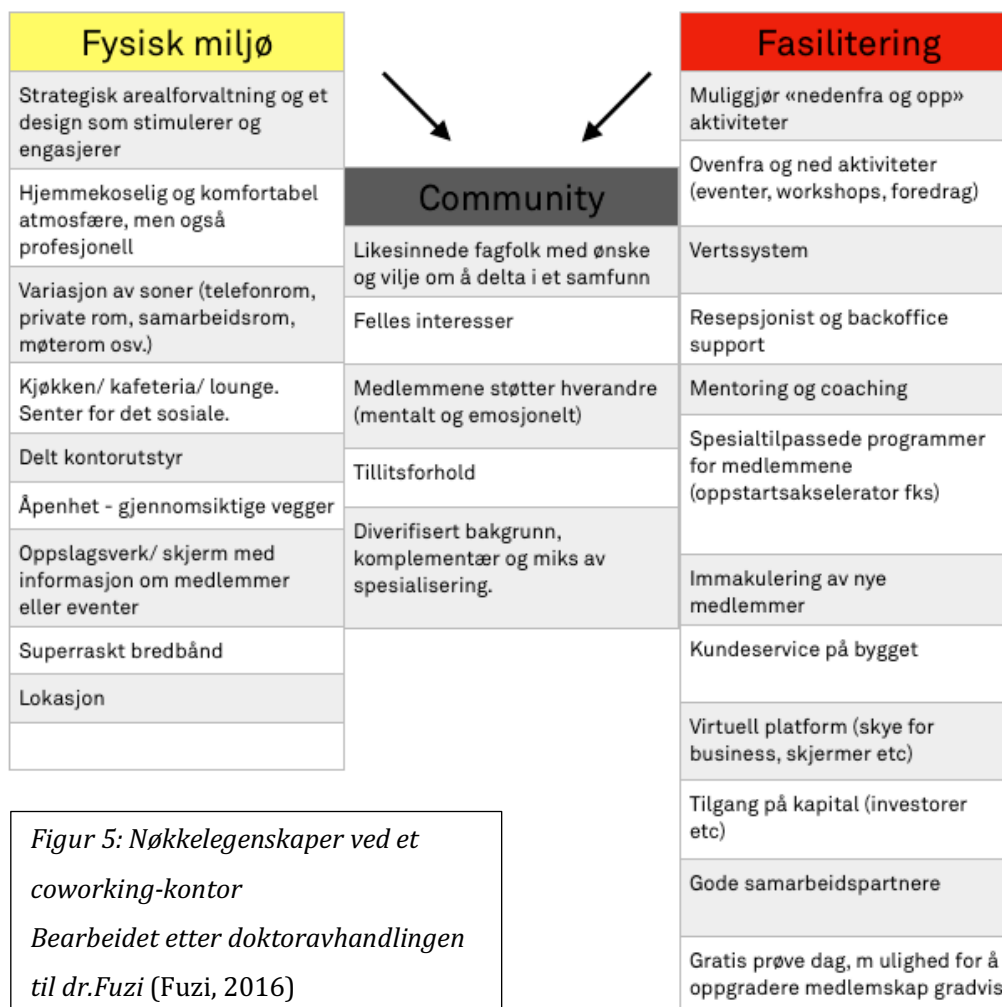 Fysisk miljø
Strategisk arealforvaltning og et
design som stimulerer og
engasjerer
Hjemmekoselig og komfortabel
atmosfære, men også
profesjonell
Variasjon av soner (telefonrom,
private rom, samarbeidsrom,
møterom osv.)
Kjøkken/ kafeteria/ lounge.
Senter for det sosiale.
Delt kontorutstyr
Åpenhet - gjennomsiktige vegger
Oppslagsverk/ skjerm med
informasjon om medlemmer
eller eventer
Superraskt bredbånd
Lokasjon
Community
Likesinnede fagfolk med ønske
og vilje om å delta i et samfunn
Felles interesser
Medlemmene støtter hverandre
(mentalt og emosjonelt)
Tillitsforhold
Diverifisert bakgrunn,
komplementær og miks av
spesialisering.
Fasilitering
Muliggjør «nedenfra og opp»
aktiviteter
Ovenfra og ned aktiviteter
(eventer, workshops, foredrag)
Vertssystem
Resepsjonist og backoffice
support
Mentoring og coaching
Spesialtilpassede programmer
for medlemmene
(oppstartsakselerator fks)
Immakulering av nye
medlemmer
Kundeservice på bygget
Virtuell platform (skye for
business, skjermer etc)
Tilgang på kapital (investorer
etc)
Gode samarbeidspartnere
Gratis prøve dag, m ulighed for å
oppgradere medlemskap gradvis
Figur 5: Nøkkelegenskaper ved et
coworking-kontor
Bearbeidet etter doktoravhandlingen
til dr.Fuzi (Fuzi, 2016)